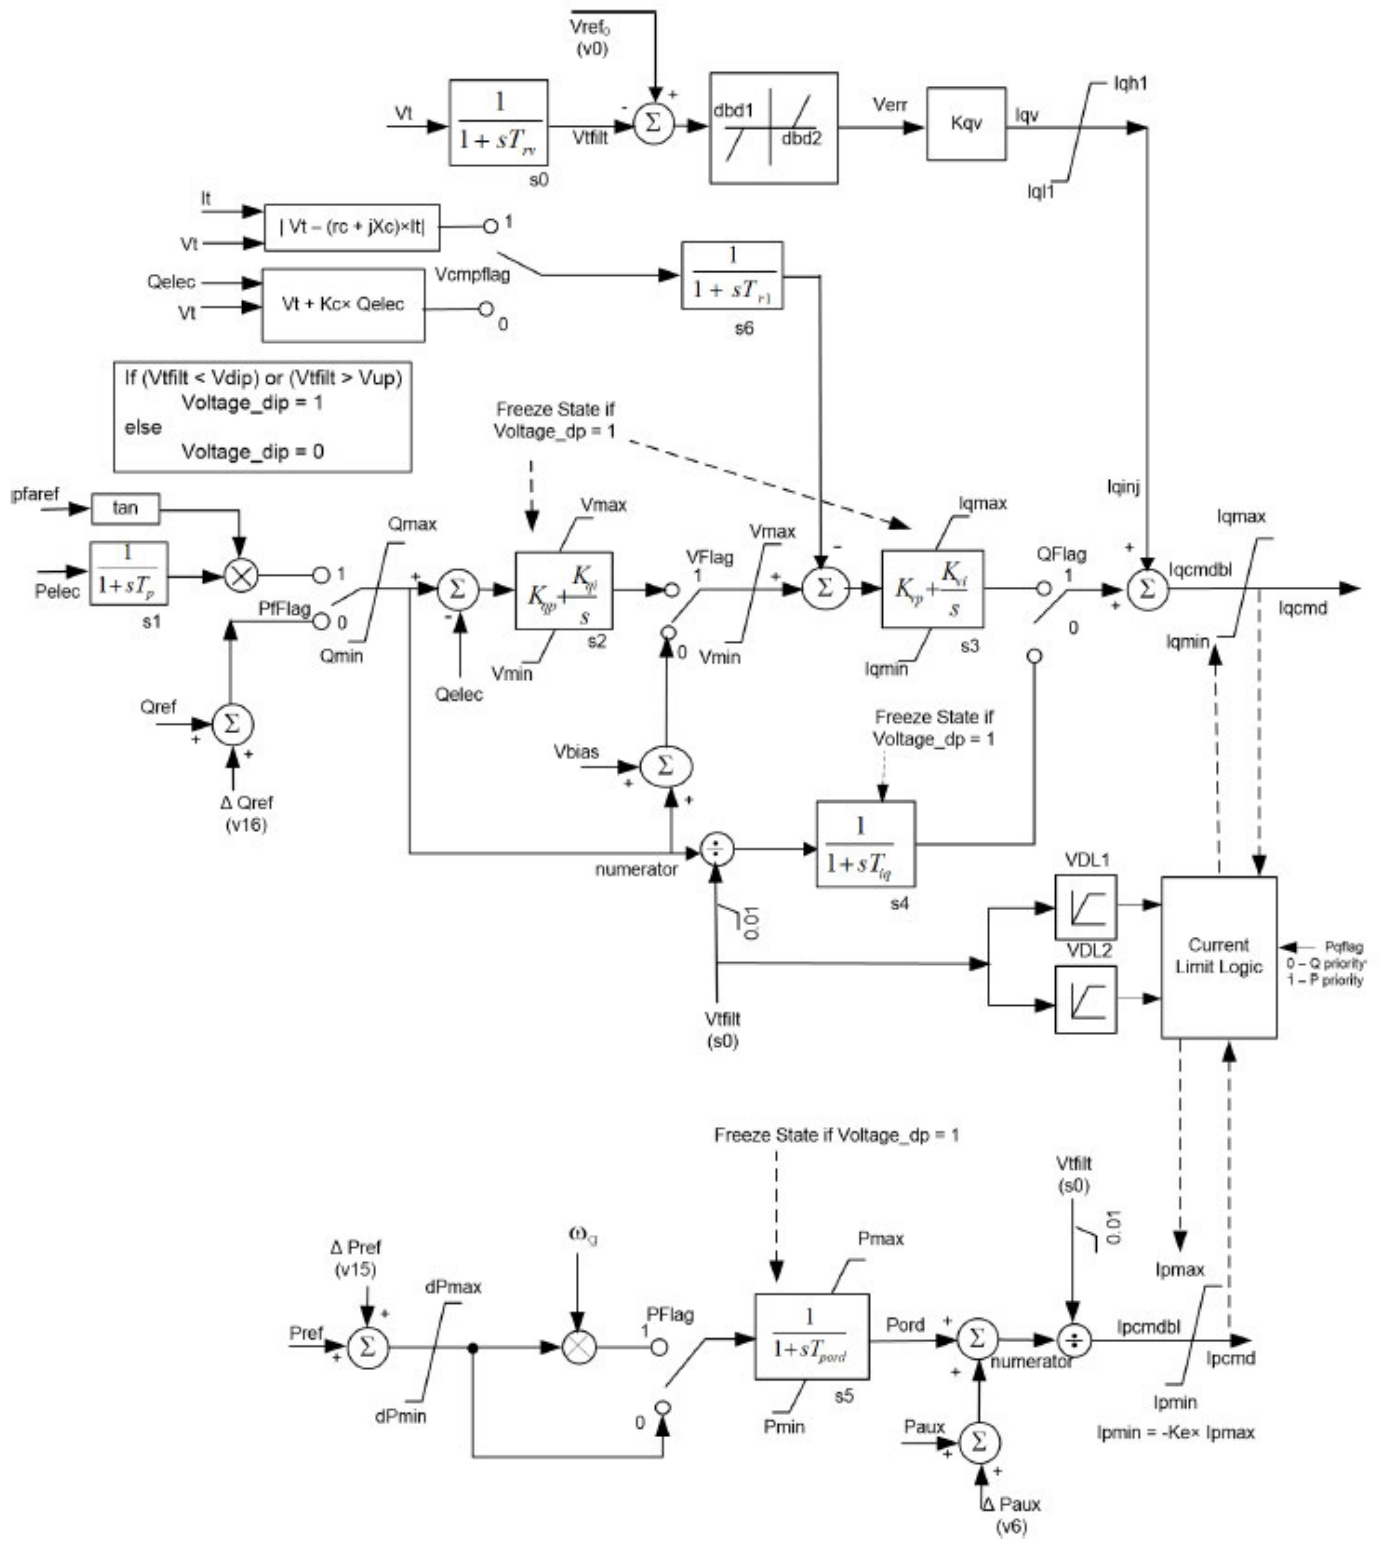 Vref₀
(v0)
Vt
1
1 + sTrv
s0
Vtfilt
-
+
Σ
dbd1
dbd2
Verr
Kqv
Iqv
Iqh1
Iql1
It
Vt
| Vt – (rc + jXc)×It|
1
Vcmpflag
Qelec
Vt
Vt + Kc× Qelec
0
1
1 + sTr1
s6
If (Vtfilt < Vdip) or (Vtfilt > Vup)
Voltage_dip = 1
else
Voltage_dip = 0
Freeze State if
Voltage_dp = 1
pfaref
tan
Pelec
1
1+sTp
s1
×
1
PfFlag
0
Qmax
Qmin
Qref
+
Σ
+
Δ Qref
(v16)
+
Σ
-
Qelec
Vmax
Kqp+Kqi
s
s2
Vmin
VFlag
1
0
Vmax
Vmin
Vbias
+
Σ
+
+
Σ
-
Iqmax
Kvp+Kvi
s
s3
Iqmin
QFlag
1
0
Iqinj
+
Σ
+
Iqcmdbl
Iqmax
Iqmin
Iqcmd
numerator
÷
0.01
Vtfilt
(s0)
Freeze State if
Voltage_dp = 1
1
1+sTiq
s4
VDL1
VDL2
Current
Limit Logic
Pqflag
0 – Q priority
1 – P priority
Freeze State if Voltage_dp = 1
Δ Pref
(v15)
Pref
+
+
Σ
dPmax
dPmin
ωg
×
1
PFlag
0
Pmax
1
1+sTpord
s5
Pmin
Pord
+
Σ
+
numerator
Paux
+
Σ
+
Δ Paux
(v6)
Vtfilt
(s0)
0.01
÷
Ipcmdbl
Ipmax
Ipmin
Ipcmd
Ipmin = -Ke× Ipmax